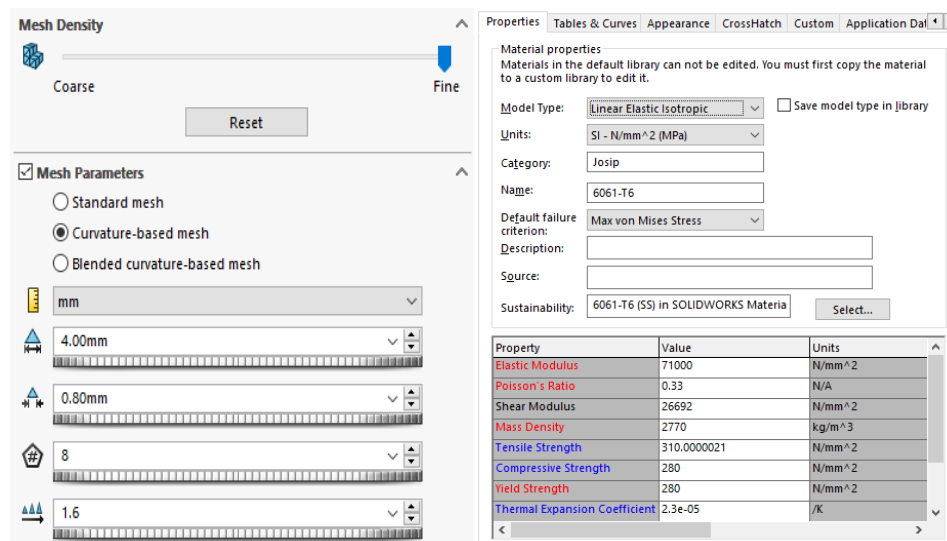 Mesh Density
Coarse
Fine
Reset
Mesh Parameters
Standard mesh
Curvature-based mesh
Blended curvature-based mesh
mm
4.00mm
0.80mm
#
8
1.6
Properties Tables & Curves Appearance CrossHatch Custom Application Dat
Material properties
Materials in the default library can not be edited. You must first copy the material
to a custom library to edit it.
Model Type: Linear Elastic Isotropic Save model type in library
Units: SI - N/mm^2 (MPa)
Category: Josip
Name: 6061-T6
Default failure
criterion: Max von Mises Stress
Description:
Source:
Sustainability: 6061-T6 (SS) in SOLIDWORKS Materia Select...
Property Value Units
Elastic Modulus 71000 N/mm^2
Poisson's Ratio 0.33 N/A
Shear Modulus 26692 N/mm^2
Mass Density 2770 kg/m^3
Tensile Strength 310.0000021 N/mm^2
Compressive Strength 280 N/mm^2
Yield Strength 280 N/mm^2
Thermal Expansion Coefficient 2.3e-05 /K